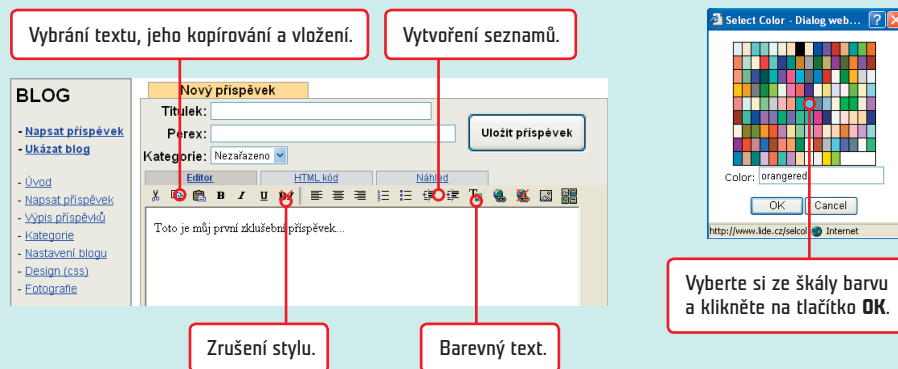 Vybrání textu, jeho kopírování a vložení.
Vytvoření seznamů.
Select Color - Dialog web...
BLOG
- Napsat příspěvek
- Ukázat blog
- Úvod
- Napsat příspěvek
- Výpis příspěvků
- Kategorie
- Nastavení blogu
- Design (css)
- Fotografie
Nový příspěvek
Titulek:
Perex:
Uložit příspěvek
Kategorie: Nezařazeno
Editor HTML kód Náhled
B I U
Toto je můj první zklušební příspěvek...
Color: orangered
OK Cancel
http://www.lide.cz/selcol Internet
Vyberte si ze škály barvu
a klikněte na tlačítko OK.
Zrušení stylu.
Barevný text.